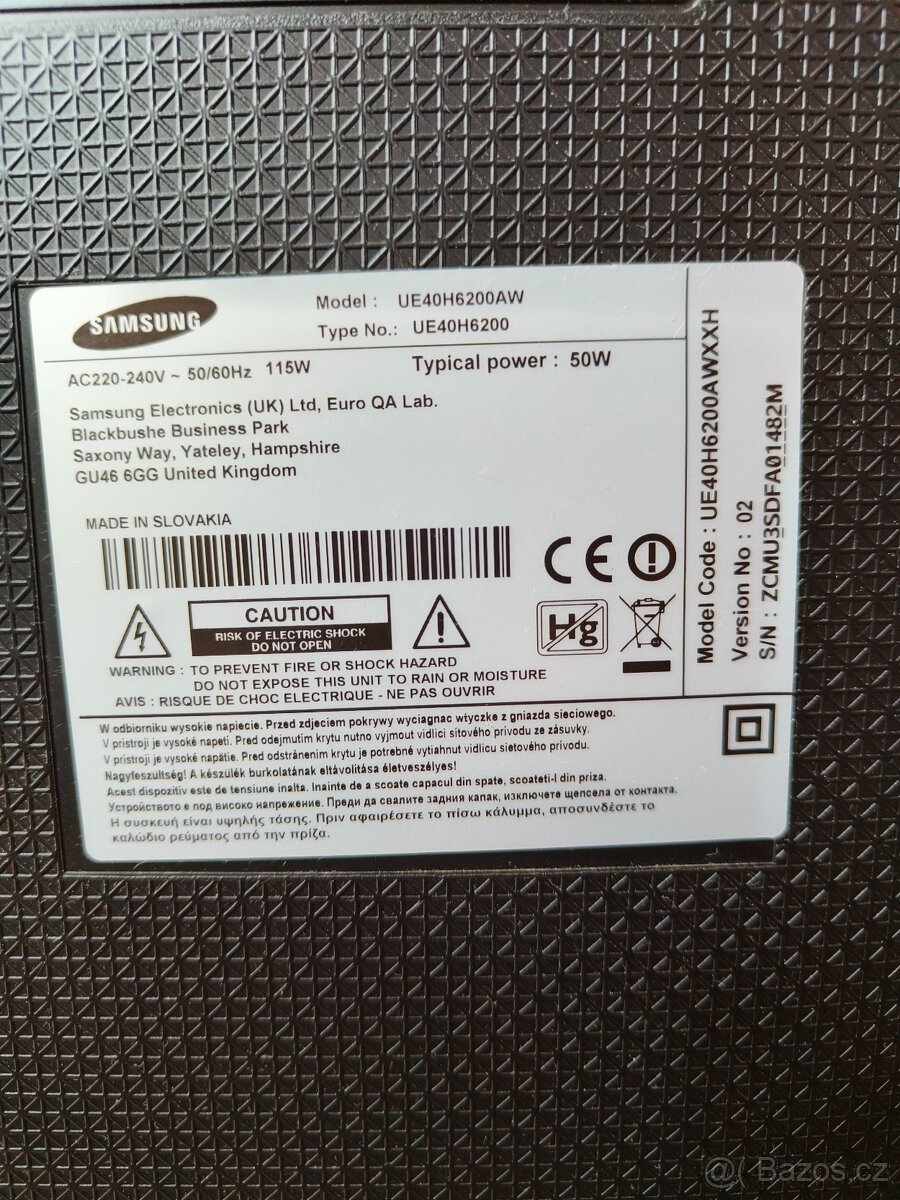 SAMSUNG
Model : UE40H6200AW
Type No.: UE40H6200
AC220-240V ~ 50/60Hz 115W
Typical power : 50W
Samsung Electronics (UK) Ltd, Euro QA Lab.
Blackbushe Business Park
Saxony Way, Yateley, Hampshire
GU46 6GG United Kingdom
MADE IN SLOVAKIA
CE
Hg
CAUTION
RISK OF ELECTRIC SHOCK
DO NOT OPEN
WARNING : TO PREVENT FIRE OR SHOCK HAZARD
DO NOT EXPOSE THIS UNIT TO RAIN OR MOISTURE
AVIS : RISQUE DE CHOC ELECTRIQUE - NE PAS OUVRIR
Model Code : UE40H6200AWXXH
Version No : 02
S/N : ZCMU3SDFA01482M
W odbiorniku wysokie napiecie. Przed zdjeciem pokrywy wyciagnac wtyczke z gniazda sieciowego.
V pristroji je vysoké napeti. Pred odejmutim krytu nutno vyjmout vidlici sitového privodu ze zásuvky.
V pristroji je vysoké napätie. Pred odstránením krytu je potrebné vytiahnut vidlicu sietového privodu.
Nagyfeszültség! A készülék burkolatának eltávolítása életveszélyes!
Acest dispozitiv este de tensiune inalta. Inainte de a scoate capacul din spate, scoateti-l din priza.
Устройството е под високо напрежение. Преди да свалите задния капак, изключете щепсела от контакта.
Η συσκευή είναι υψηλής τάσης. Πριν αφαιρέσετε το πίσω κάλυμμα, αποσυνδέστε το
καλώδιο ρεύματος από την πρίζα.
@( Bazos.cz